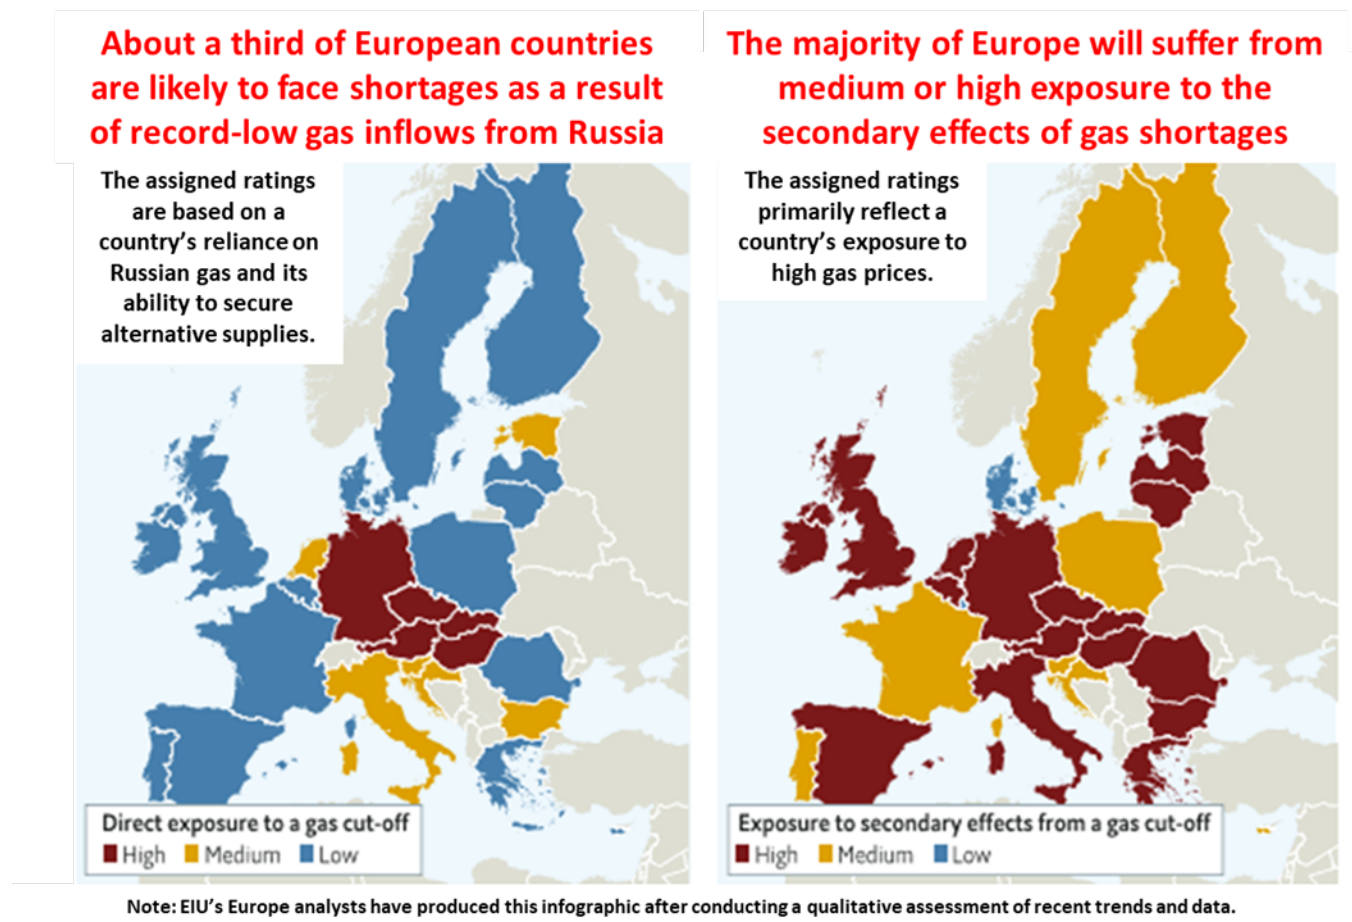 About a third of European countries
are likely to face shortages as a result
of record-low gas inflows from Russia
The assigned ratings
are based on a
country's reliance on
Russian gas and its
ability to secure
alternative supplies.
Direct exposure to a gas cut-off
High Medium Low
The majority of Europe will suffer from
medium or high exposure to the
secondary effects of gas shortages
The assigned ratings
primarily reflect a
country's exposure to
high gas prices.
Exposure to secondary effects from a gas cut-off
High Medium Low
Note: EIU's Europe analysts have produced this infographic after conducting a qualitative assessment of recent trends and data.